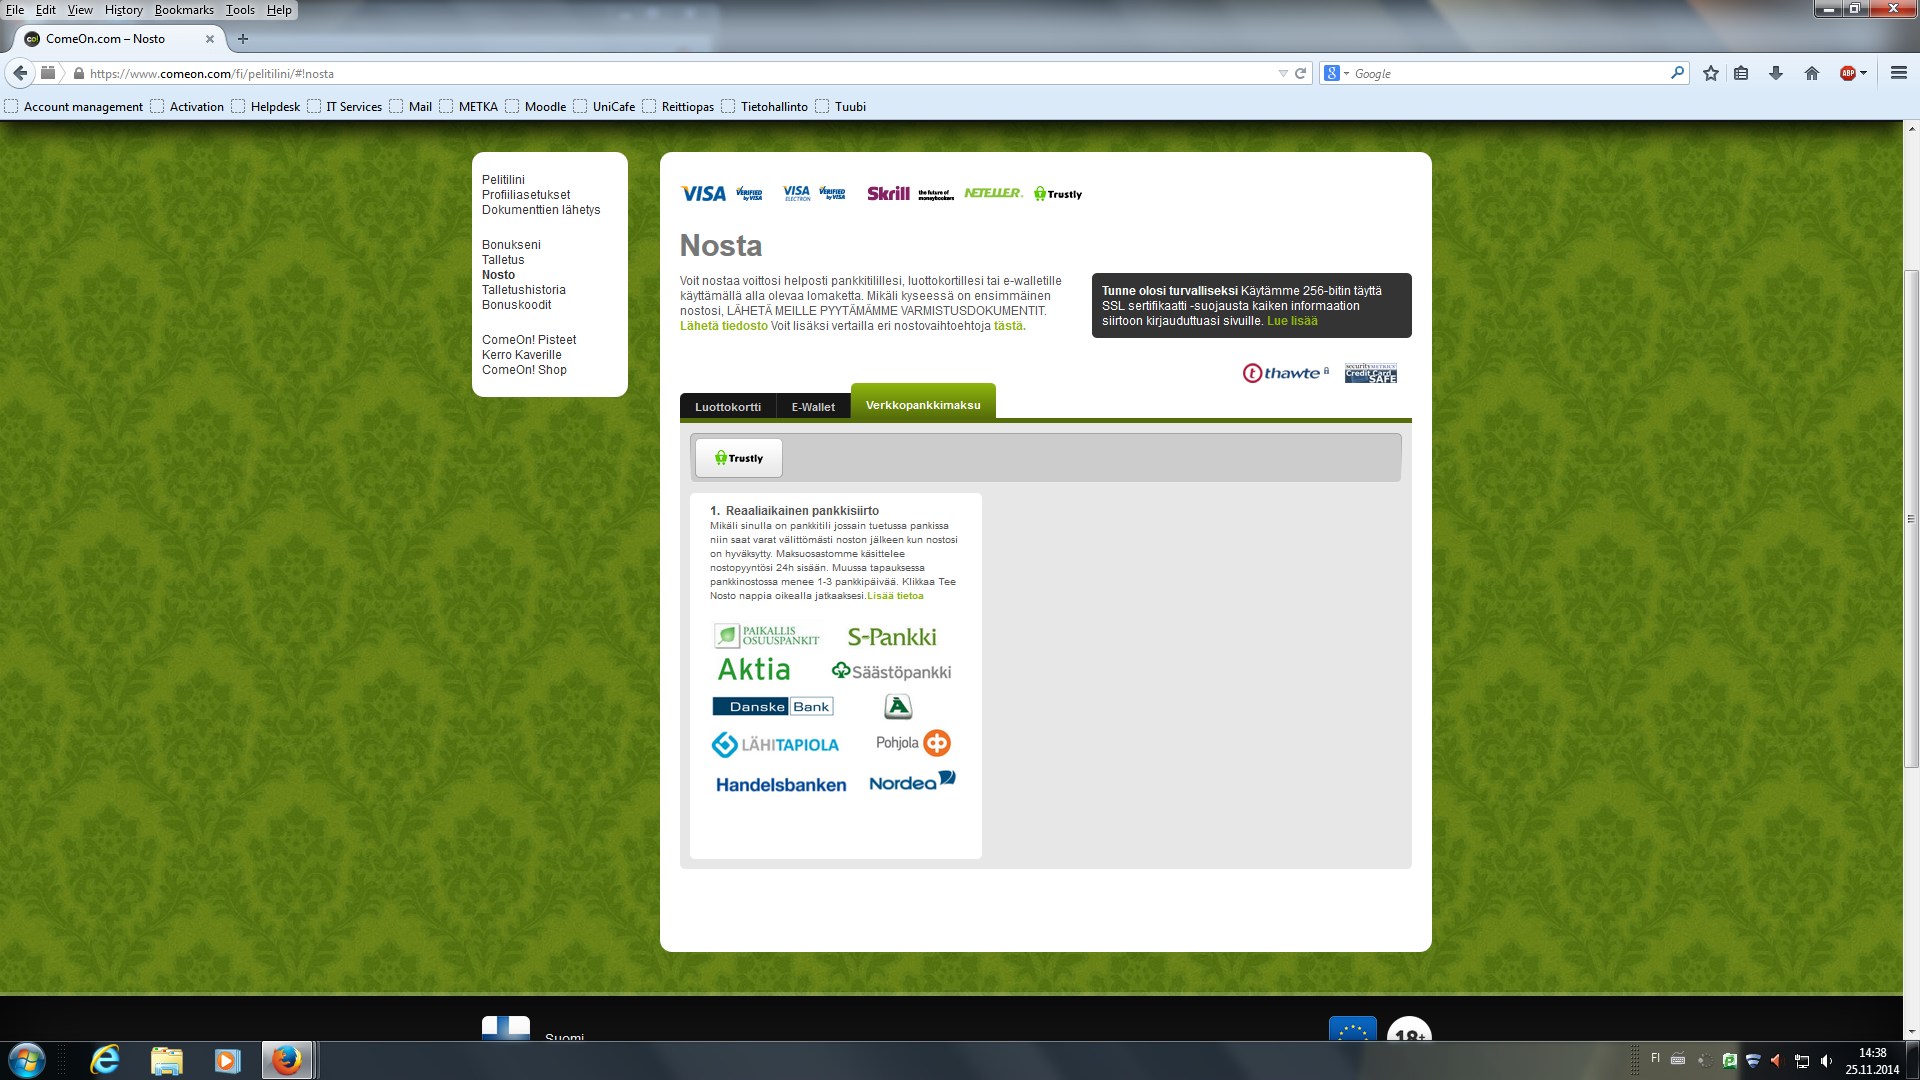 File Edit View History Bookmarks Tools Help
ComeOn.com – Nosto
https://www.comeon.com/fi/pelitilini/#!nosta
Google
ABP
Account management Activation Helpdesk IT Services Mail METKA Moodle UniCafe Reittiopas Tietohallinto Tuubi
Pelitilini
Profiiliasetukset
Dokumenttien lähetys
Bonukseni
Talletus
Nosto
Talletushistoria
Bonuskoodit
ComeOn! Pisteet
Kerro Kaverille
ComeOn! Shop
VISA VERIFIED by VISA VISA ELECTRON VERIFIED by VISA Skrill the future of moneybookers NETELLER. Trustly
Nosta
Voit nostaa voittosi helposti pankkitilillesi, luottokortillesi tai e-walletille
käyttämällä alla olevaa lomaketta. Mikäli kyseessä on ensimmäinen
nostosi, LÄHETÄ MEILLE PYYTÄMÄMME VARMISTUSDOKUMENTIT.
Lähetä tiedosto Voit lisäksi vertailla eri nostovaihtoehtoja tästä.
Tunne olosi turvalliseksi Käytämme 256-bitin täyttä
SSL sertifikaatti -suojausta kaiken informaation
siirtoon kirjauduttuasi sivuille. Lue lisää
thawte
securityMETRICS
Credit Card
SAFE
Luottokortti E-Wallet Verkkopankkimaksu
Trustly
1. Reaaliaikainen pankkisiirto
Mikäli sinulla on pankkitili jossain tuetussa pankissa
niin saat varat välittömästi noston jälkeen kun nostosi
on hyväksytty. Maksuosastomme käsittelee
nostopyyntösi 24h sisään. Muussa tapauksessa
pankkinostossa menee 1-3 pankkipäivää. Klikkaa Tee
Nosto nappia oikealla jatkaaksesi.Lisää tietoa
PAIKALLIS
OSUUSPANKIT
S-Pankki
Aktia
Säästöpankki
Danske Bank
Å
LÄHITAPIOLA
Pohjola
Handelsbanken
Nordea
Suomi
18+
FI
14:38
25.11.2014